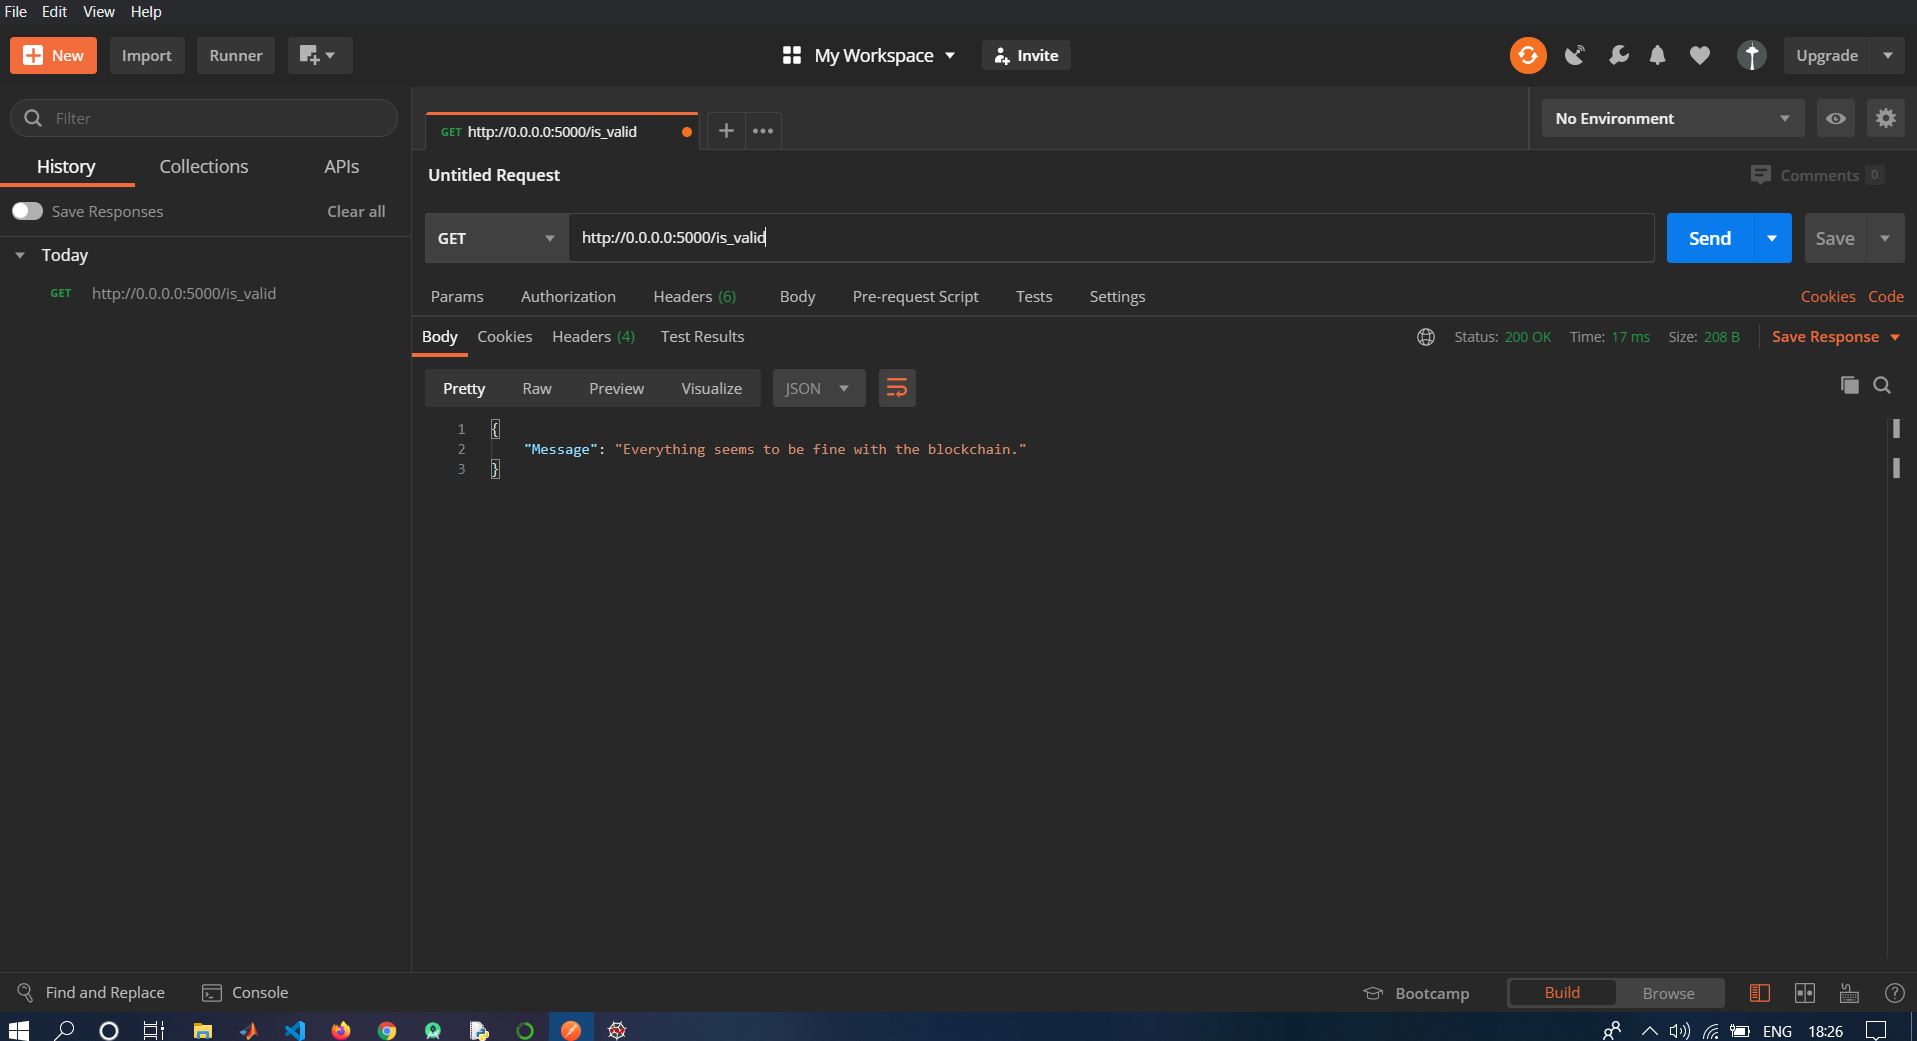 File Edit View Help
New Import Runner My Workspace Invite Upgrade
Filter
GET http://0.0.0.0:5000/is_valid No Environment
History Collections APIs
Untitled Request Comments 0
Save Responses Clear all
GET http://0.0.0.0:5000/is_valid Send Save
Today
GET http://0.0.0.0:5000/is_valid
Params Authorization Headers (6) Body Pre-request Script Tests Settings Cookies Code
Body Cookies Headers (4) Test Results Status: 200 OK Time: 17 ms Size: 208 B Save Response
Pretty Raw Preview Visualize JSON
1 {
2 "Message": "Everything seems to be fine with the blockchain."
3 }
Find and Replace Console Bootcamp Build Browse
ENG 18:26